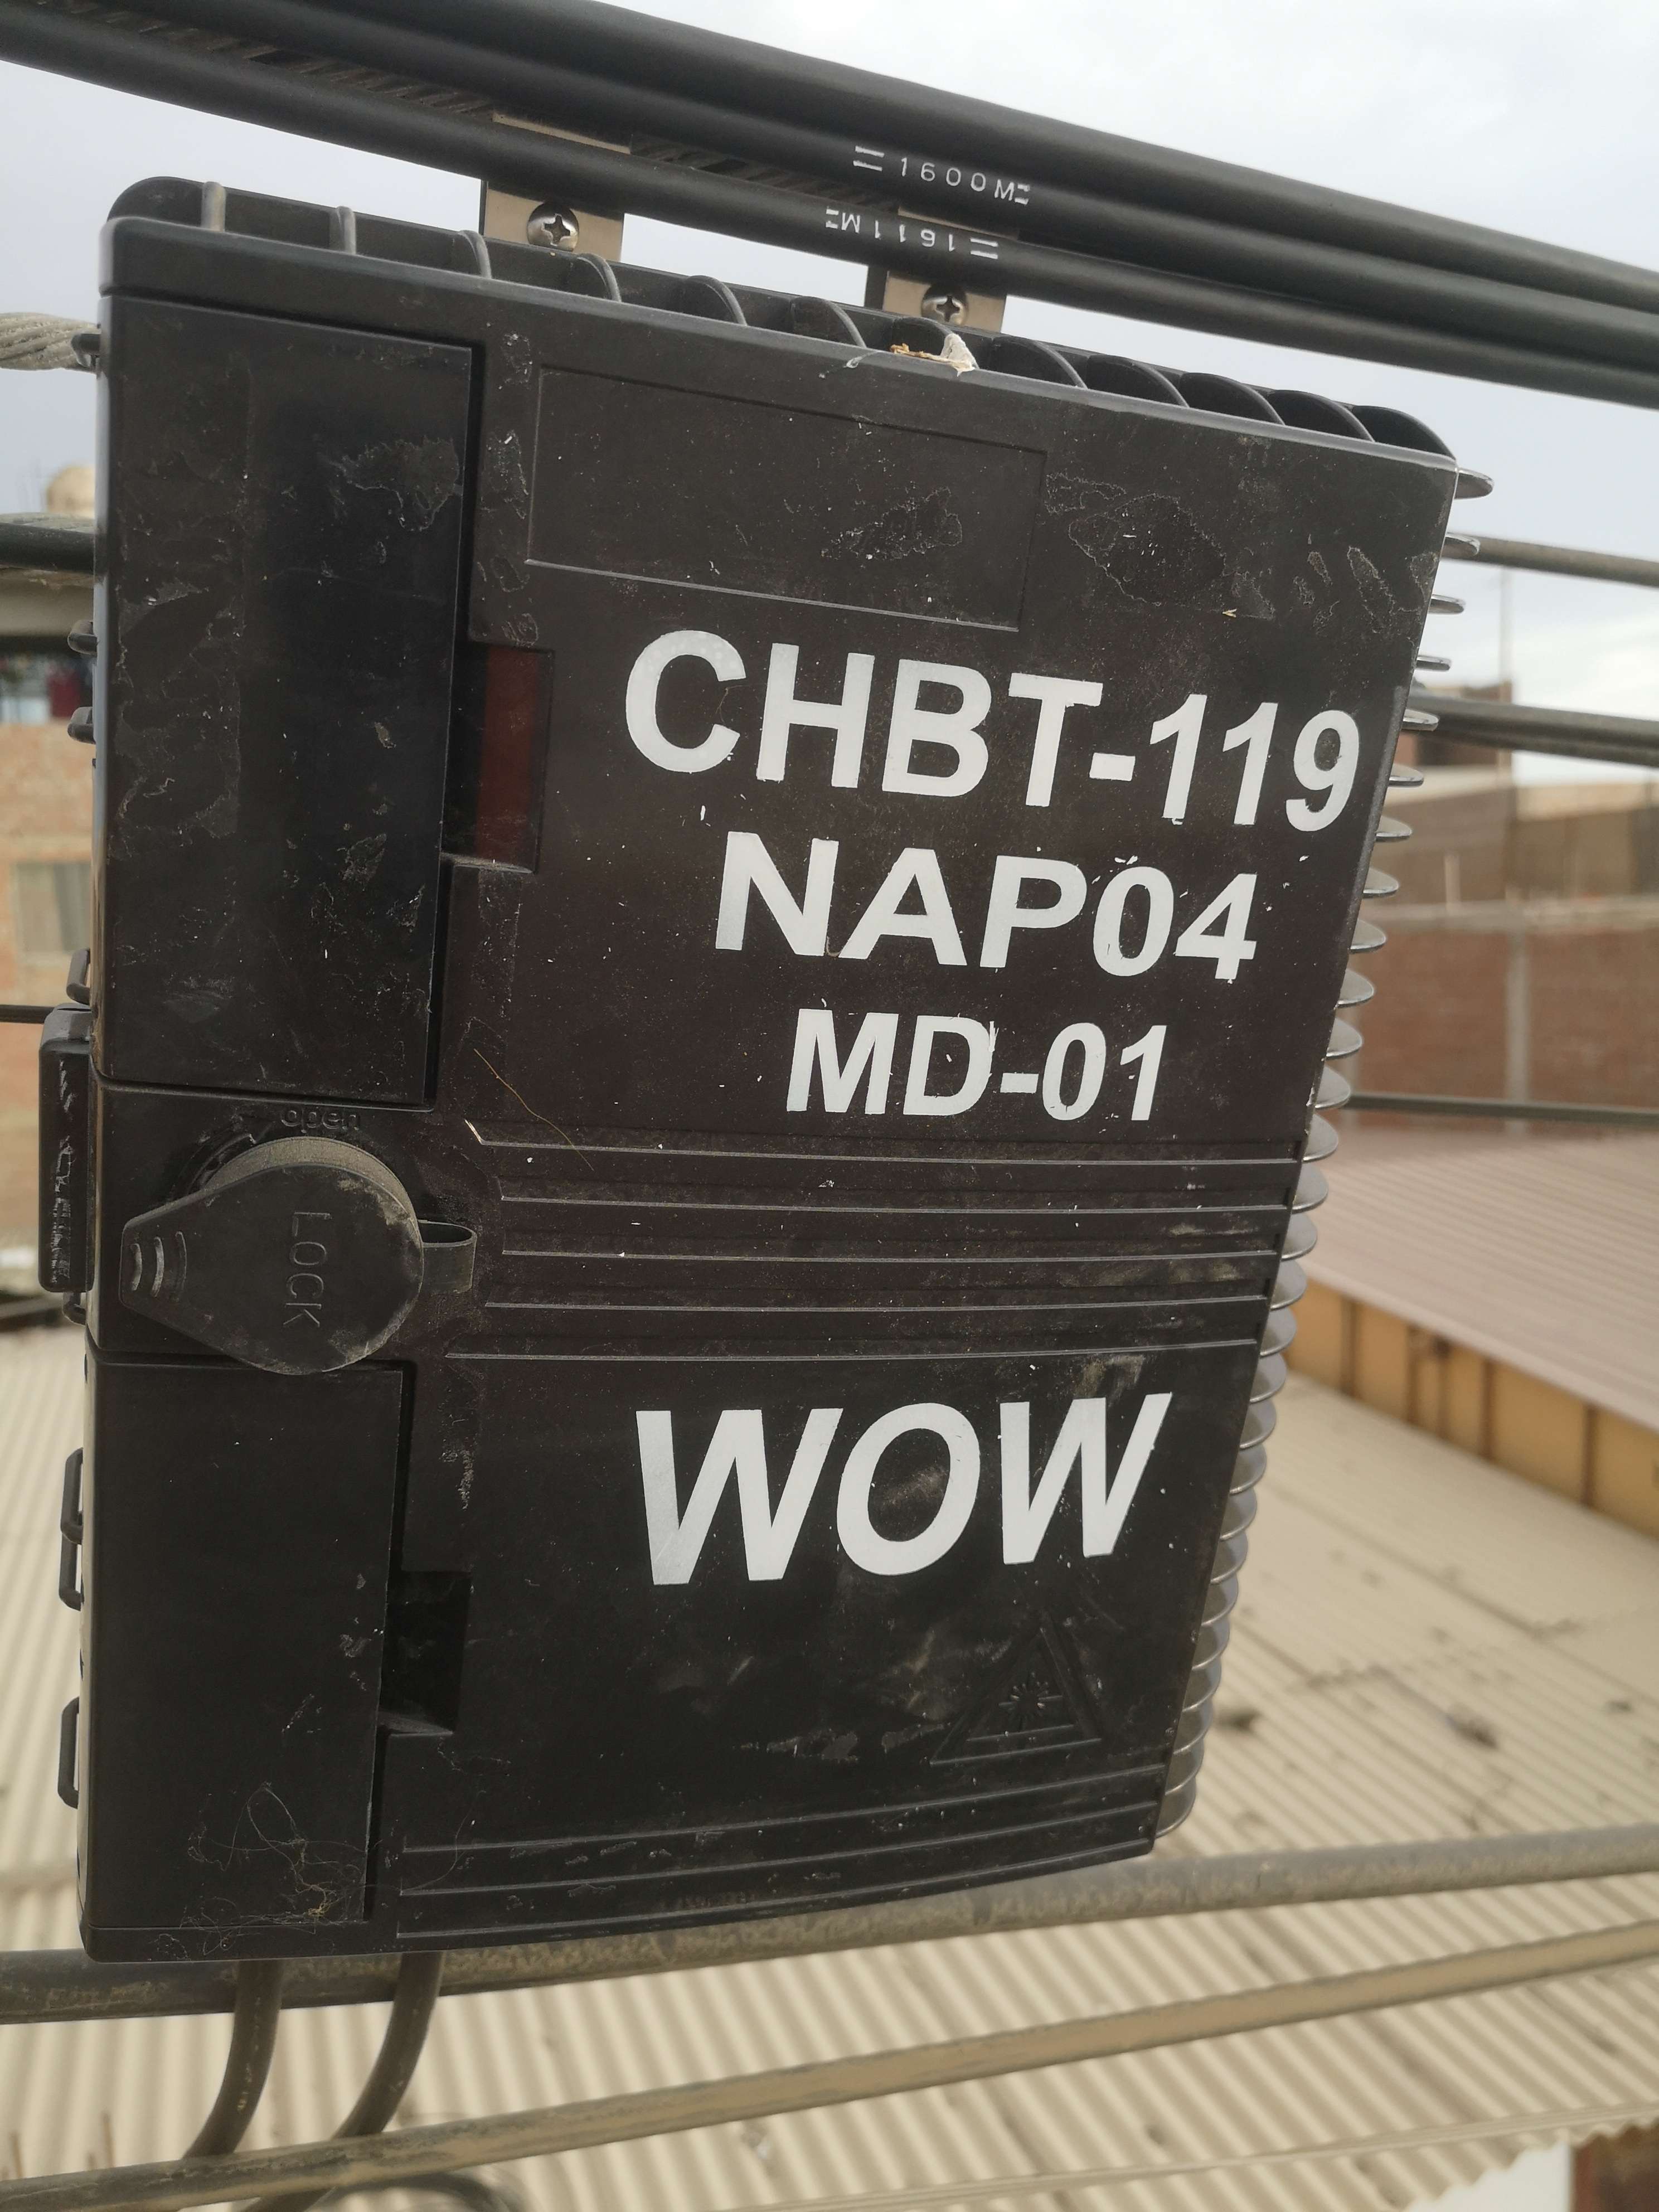 =1600M=
=1611M=
CHBT-119
NAP04
MD-01
open
LOCK
WOW